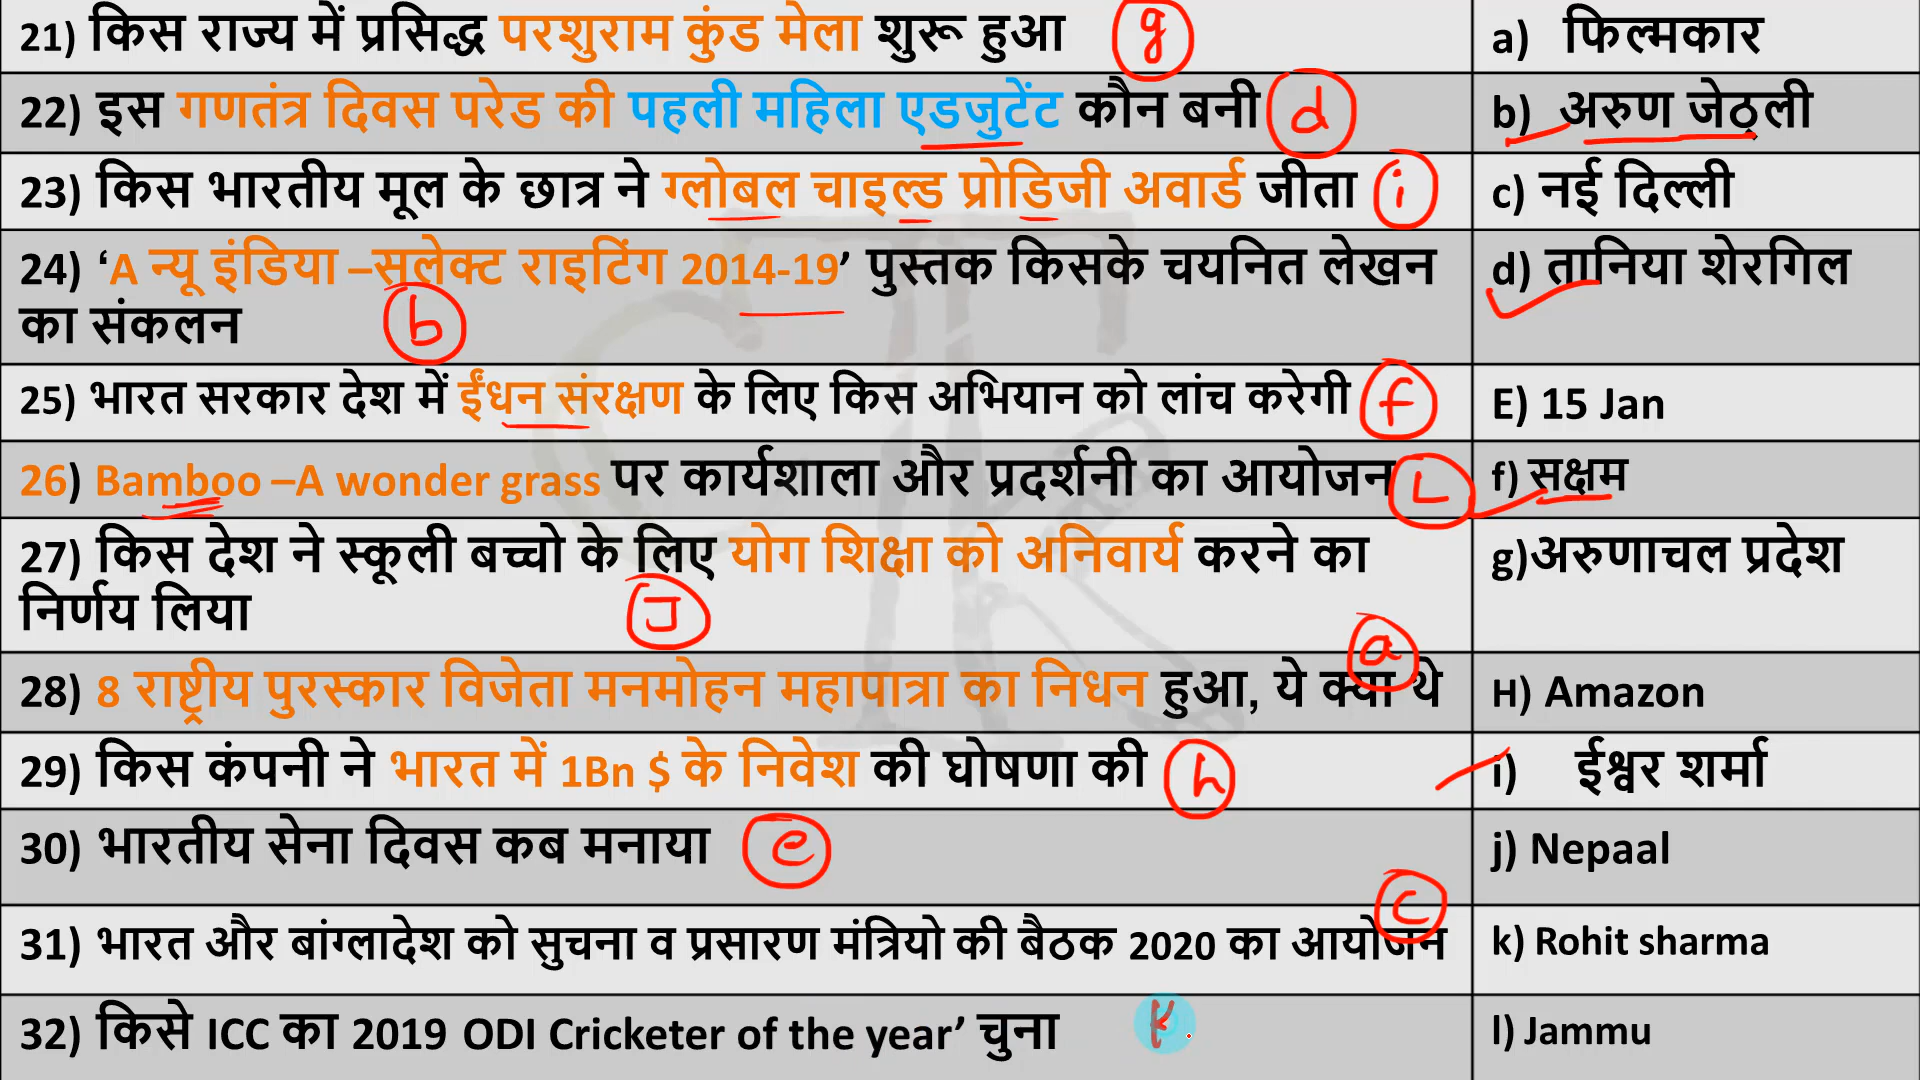 21) किस राज्य में प्रसिद्ध परशुराम कुंड मेला शुरू हुआ g
a) फिल्मकार
22) इस गणतंत्र दिवस परेड की पहली महिला एडजुटेंट कौन बनी d
b) अरुण जेठ्ली
23) किस भारतीय मूल के छात्र ने ग्लोबल चाइल्ड प्रोडिजी अवार्ड जीता i
c) नई दिल्ली
24) ‘A न्यू इंडिया –सलेक्ट राइटिंग 2014-19’ पुस्तक किसके चयनित लेखन
का संकलन b
d) तानिया शेरगिल
25) भारत सरकार देश में ईंधन संरक्षण के लिए किस अभियान को लांच करेगी f
E) 15 Jan
26) Bamboo –A wonder grass पर कार्यशाला और प्रदर्शनी का आयोजन L
f) सक्षम
27) किस देश ने स्कूली बच्चो के लिए योग शिक्षा को अनिवार्य करने का
निर्णय लिया J
g)अरुणाचल प्रदेश
28) 8 राष्ट्रीय पुरस्कार विजेता मनमोहन महापात्रा का निधन हुआ, ये क्या थे a
H) Amazon
29) किस कंपनी ने भारत में 1Bn $ के निवेश की घोषणा की h
i) ईश्वर शर्मा
30) भारतीय सेना दिवस कब मनाया e
j) Nepaal
31) भारत और बांग्लादेश को सुचना व प्रसारण मंत्रियो की बैठक 2020 का आयोजन c
k) Rohit sharma
32) किसे ICC का 2019 ODI Cricketer of the year’ चुना K
l) Jammu